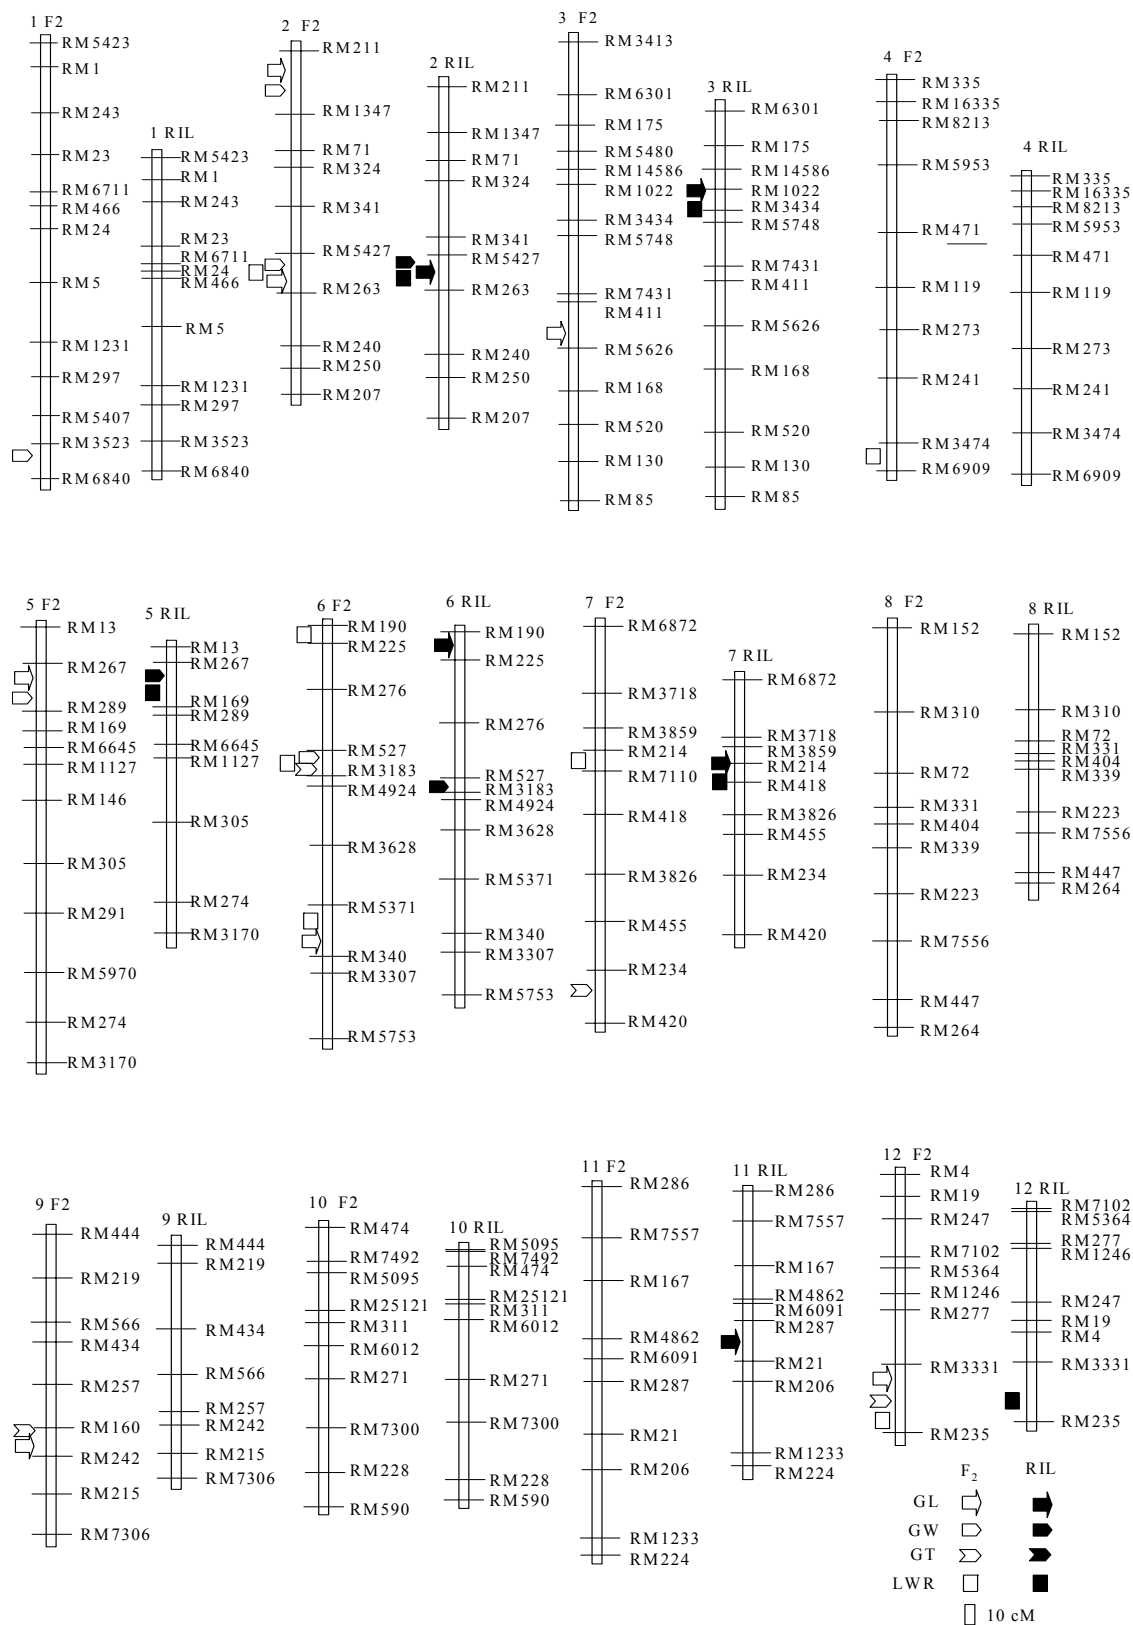 1 F2
RM5423
RM1
RM243
RM23
RM6711
RM466
RM24
RM5
RM1231
RM297
RM5407
RM3523
RM6840
1 RIL
RM5423
RM1
RM243
RM23
RM6711
RM24
RM466
RM5
RM1231
RM297
RM3523
RM6840
2 F2
RM211
RM1347
RM71
RM324
RM341
RM5427
RM263
RM240
RM250
RM207
2 RIL
RM211
RM1347
RM71
RM324
RM341
RM5427
RM263
RM240
RM250
RM207
3 F2
RM3413
RM6301
RM175
RM5480
RM14586
RM1022
RM3434
RM5748
RM7431
RM411
RM5626
RM168
RM520
RM130
RM85
3 RIL
RM6301
RM175
RM14586
RM1022
RM3434
RM5748
RM7431
RM411
RM5626
RM168
RM520
RM130
RM85
4 F2
RM335
RM16335
RM8213
RM5953
RM471
RM119
RM273
RM241
RM3474
RM6909
4 RIL
RM335
RM16335
RM8213
RM5953
RM471
RM119
RM273
RM241
RM3474
RM6909
5 F2
RM13
RM267
RM289
RM169
RM6645
RM1127
RM146
RM305
RM291
RM5970
RM274
RM3170
5 RIL
RM13
RM267
RM169
RM289
RM6645
RM1127
RM305
RM274
RM3170
6 F2
RM190
RM225
RM276
RM527
RM3183
RM4924
RM3628
RM5371
RM340
RM3307
RM5753
6 RIL
RM190
RM225
RM276
RM527
RM3183
RM4924
RM3628
RM5371
RM340
RM3307
RM5753
7 F2
RM6872
RM3718
RM3859
RM214
RM7110
RM418
RM3826
RM455
RM234
RM420
7 RIL
RM6872
RM3718
RM3859
RM214
RM418
RM3826
RM455
RM234
RM420
8 F2
RM152
RM310
RM72
RM331
RM404
RM339
RM223
RM7556
RM447
RM264
8 RIL
RM152
RM310
RM72
RM331
RM404
RM339
RM223
RM7556
RM447
RM264
9 F2
RM444
RM219
RM566
RM434
RM257
RM160
RM242
RM215
RM7306
9 RIL
RM444
RM219
RM434
RM566
RM257
RM242
RM215
RM7306
10 F2
RM474
RM7492
RM5095
RM25121
RM311
RM6012
RM271
RM7300
RM228
RM590
10 RIL
RM5095
RM7492
RM474
RM25121
RM311
RM6012
RM271
RM7300
RM228
RM590
11 F2
RM286
RM7557
RM167
RM4862
RM6091
RM287
RM21
RM206
RM1233
RM224
11 RIL
RM286
RM7557
RM167
RM4862
RM6091
RM287
RM21
RM206
RM1233
RM224
12 F2
RM4
RM19
RM247
RM7102
RM5364
RM1246
RM277
RM3331
RM235
12 RIL
RM7102
RM5364
RM277
RM1246
RM247
RM19
RM4
RM3331
RM235
F2 RIL
GL
GW
GT
LWR
10 cM